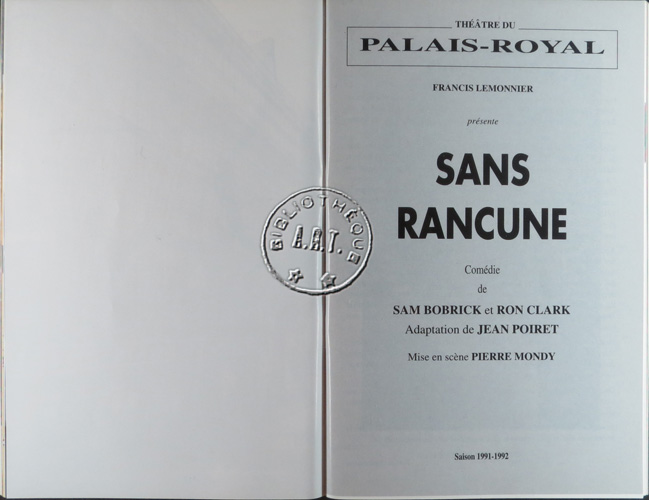 THÉÂTRE DU
PALAIS-ROYAL
FRANCIS LEMONNIER
présente
SANS
RANCUNE
Comédie
de
SAM BOBRICK et RON CLARK
Adaptation de JEAN POIRET
Mise en scène PIERRE MONDY
Saison 1991-1992
BIBLIOTHÈQUE
A.R.T.